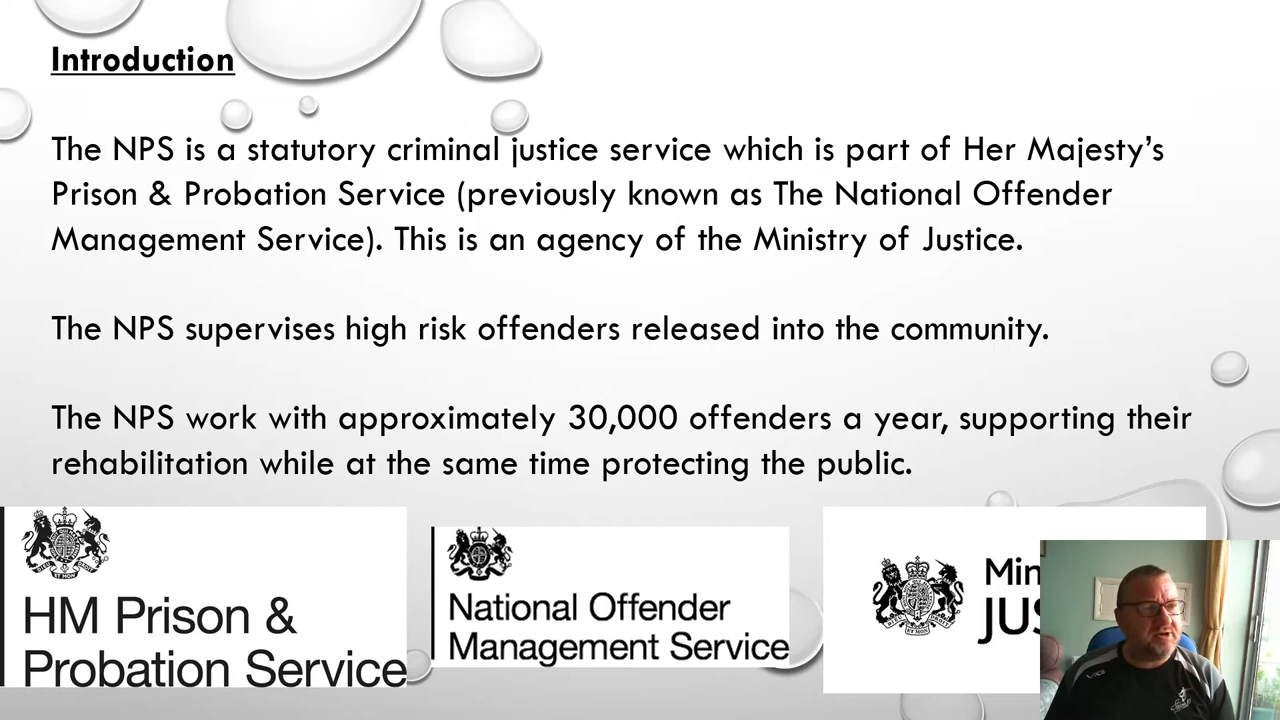 Introduction
The NPS is a statutory criminal justice service which is part of Her Majesty’s
Prison & Probation Service (previously known as The National Offender
Management Service). This is an agency of the Ministry of Justice.
The NPS supervises high risk offenders released into the community.
The NPS work with approximately 30,000 offenders a year, supporting their
rehabilitation while at the same time protecting the public.
HM Prison &
Probation Service
National Offender
Management Service